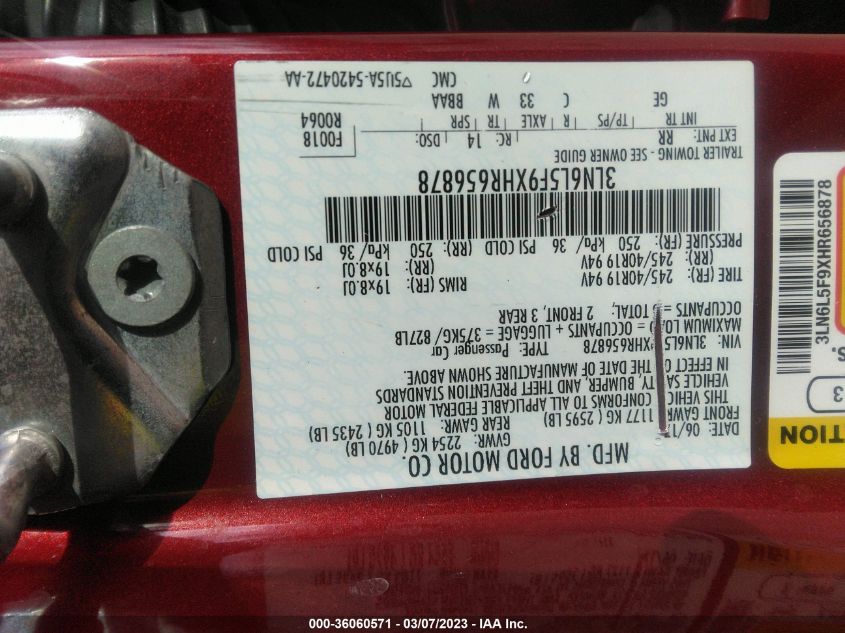 MFD. BY FORD MOTOR CO.
DATE: 06/1
GVWR: 2254 KG ( 4970 LB)
FRONT GAWR: REAR GAWR: 1105 KG ( 2435 LB)
1177 KG ( 2595 LB)
THIS VEHICLE CONFORMS TO ALL APPLICABLE FEDERAL MOTOR
VEHICLE SAFETY, BUMPER, AND THEFT PREVENTION STANDARDS
IN EFFECT ON THE DATE OF MANUFACTURE SHOWN ABOVE.
VIN: 3LN6L5F9XHR656878 TYPE: Passenger Car
MAXIMUM LOAD = OCCUPANTS + LUGGAGE = 375KG/ 827LB
OCCUPANTS = 5 TOTAL; 2 FRONT, 3 REAR
TIRE (FR): 245/40R19 94V RIMS (FR): 19x8.0J
(RR): 245/40R19 94V (RR): 19x8.0J
PRESSURE (FR): 250 kPa/ 36 PSI COLD (RR): 250 kPa/ 36 PSI COLD
3LN6L5F9XHR656878
TRAILER TOWING - SEE OWNER GUIDE
EXT PNT: RR RC: 14 DSO: F0018
R0064
INT TR TP/PS R AXLE TR SPR
GE C 33 W BBAA
CMC ▽5U5A-5420472-AA
3LN6L5F9XHR656878
S.
3
TION
000-36060571 - 03/07/2023 - IAA Inc.